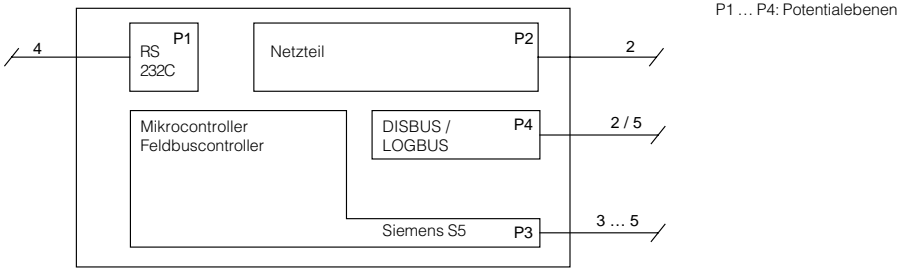 P1 … P4: Potentialebenen
4
RS
232C
P1
Netzteil
P2
2
Mikrocontroller
Feldbuscontroller
DISBUS /
LOGBUS
P4
2 / 5
Siemens S5
P3
3 … 5